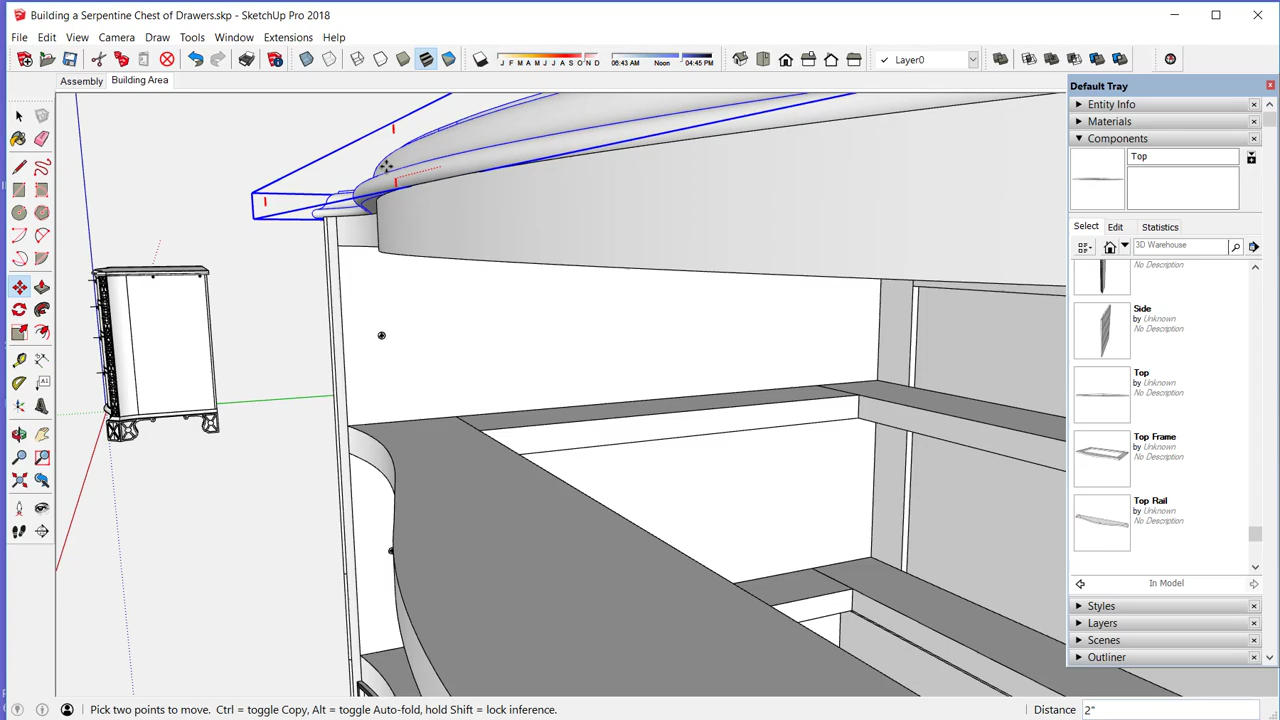 Building a Serpentine Chest of Drawers.skp - SketchUp Pro 2018
File Edit View Camera Draw Tools Window Extensions Help
J F M A M J J A S O N D
06:43 AM Noon 04:45 PM
Layer0
Assembly Building Area
Default Tray
Entity Info
Materials
Components
Top
Select Edit Statistics
3D Warehouse
No Description
Side
by Unknown
No Description
Top
by Unknown
No Description
Top Frame
by Unknown
No Description
Top Rail
by Unknown
No Description
In Model
Styles
Layers
Scenes
Outliner
A1
Pick two points to move. Ctrl = toggle Copy, Alt = toggle Auto-fold, hold Shift = lock inference.
Distance 2"